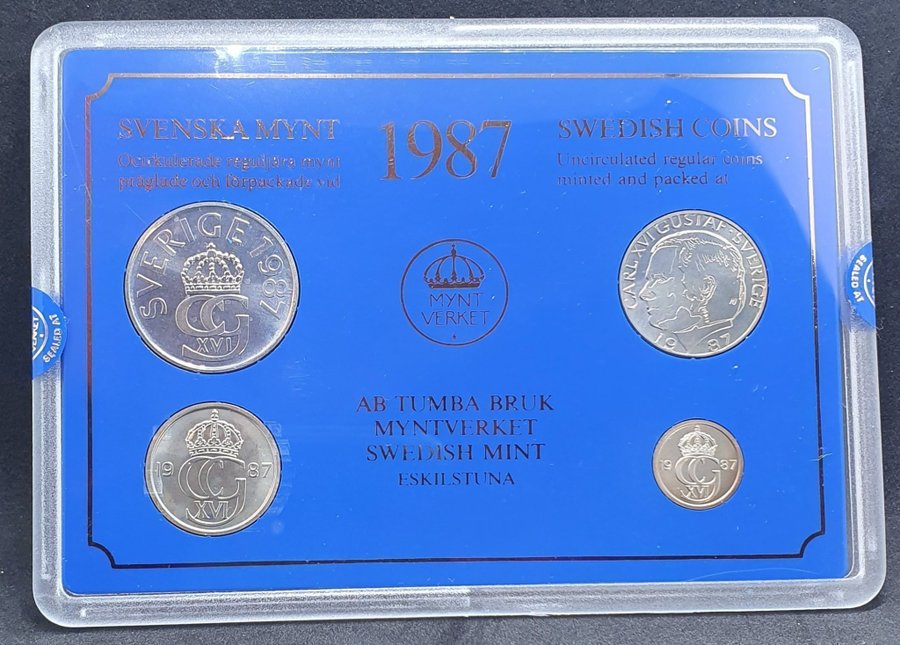 SVENSKA MYNT
Ocirkulerade reguljära mynt
präglade och förpackade vid
1987
SWEDISH COINS
Uncirculated regular coins
minted and packed at
SVERIGE 1987
CG
XVI
MYNT
VERKET
CARL XVI GUSTAF · SVERIGE
19 87
SEALED AT
SEALED AT
AB TUMBA BRUK
MYNTVERKET
SWEDISH MINT
ESKILSTUNA
19 87
CG
XVI
19 87
CG
XVI